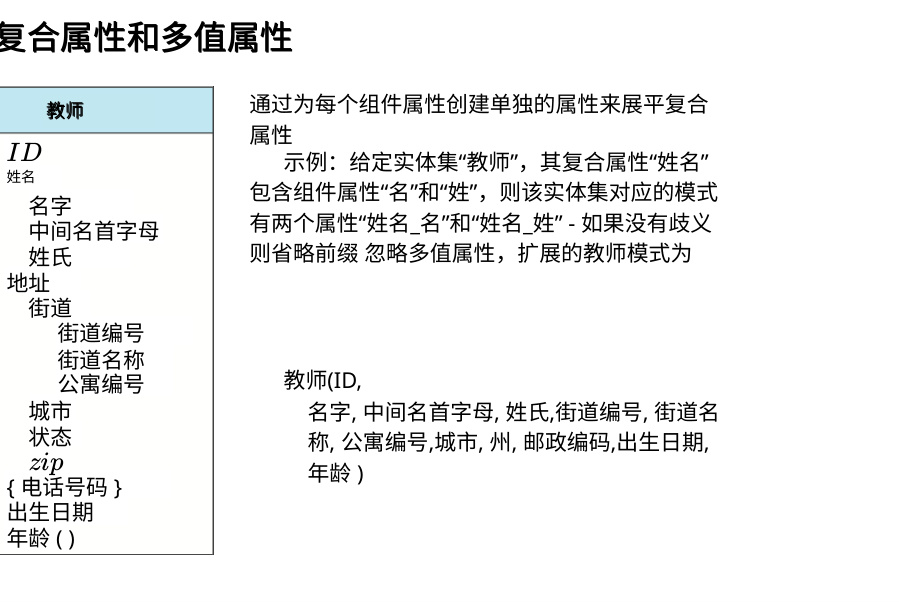 复合属性和多值属性
教师
ID
姓名
名字
中间名首字母
姓氏
地址
街道
街道编号
街道名称
公寓编号
城市
状态
zip
{ 电话号码 }
出生日期
年龄 ( )
通过为每个组件属性创建单独的属性来展平复合
属性
示例：给定实体集“教师”，其复合属性“姓名”
包含组件属性“名”和“姓”，则该实体集对应的模式
有两个属性“姓名_名”和“姓名_姓” - 如果没有歧义
则省略前缀 忽略多值属性，扩展的教师模式为
教师(ID,
名字, 中间名首字母, 姓氏,街道编号, 街道名
称, 公寓编号,城市, 州, 邮政编码,出生日期,
年龄 )